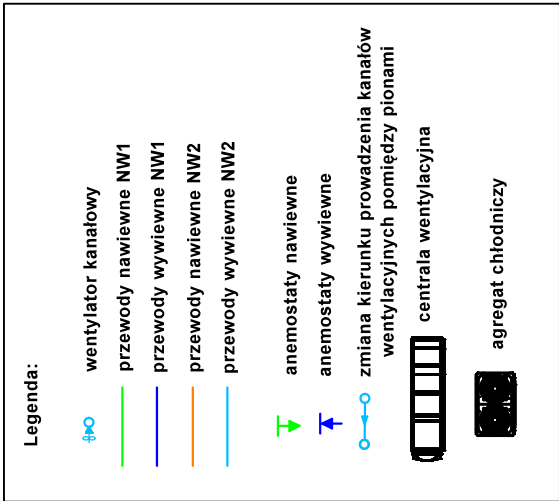 Legenda:
wentylator kanałowy
przewody nawiewne NW1
przewody wywiewne NW1
przewody nawiewne NW2
przewody wywiewne NW2
anemostaty nawiewne
anemostaty wywiewne
zmiana kierunku prowadzenia kanałów
wentylacyjnych pomiędzy pionami
centrala wentylacyjna
agregat chłodniczy